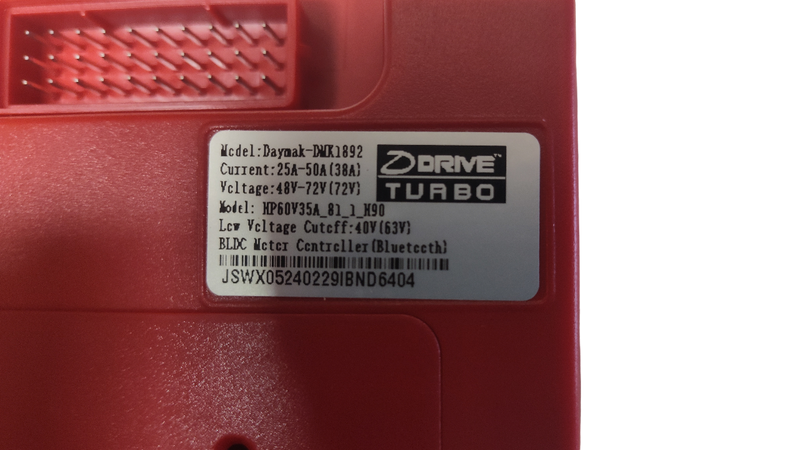 Model:Daymak-DMK1892
Current:25A-50A(38A)
Voltage:48V-72V(72V)
Model: HP60V35A_81_1_H90
Low Voltage Cutoff:40V(63V)
BLDC Motor Controller(Bluetooth)
JSWX05240229IBND6404
D DRIVE™
TURBO